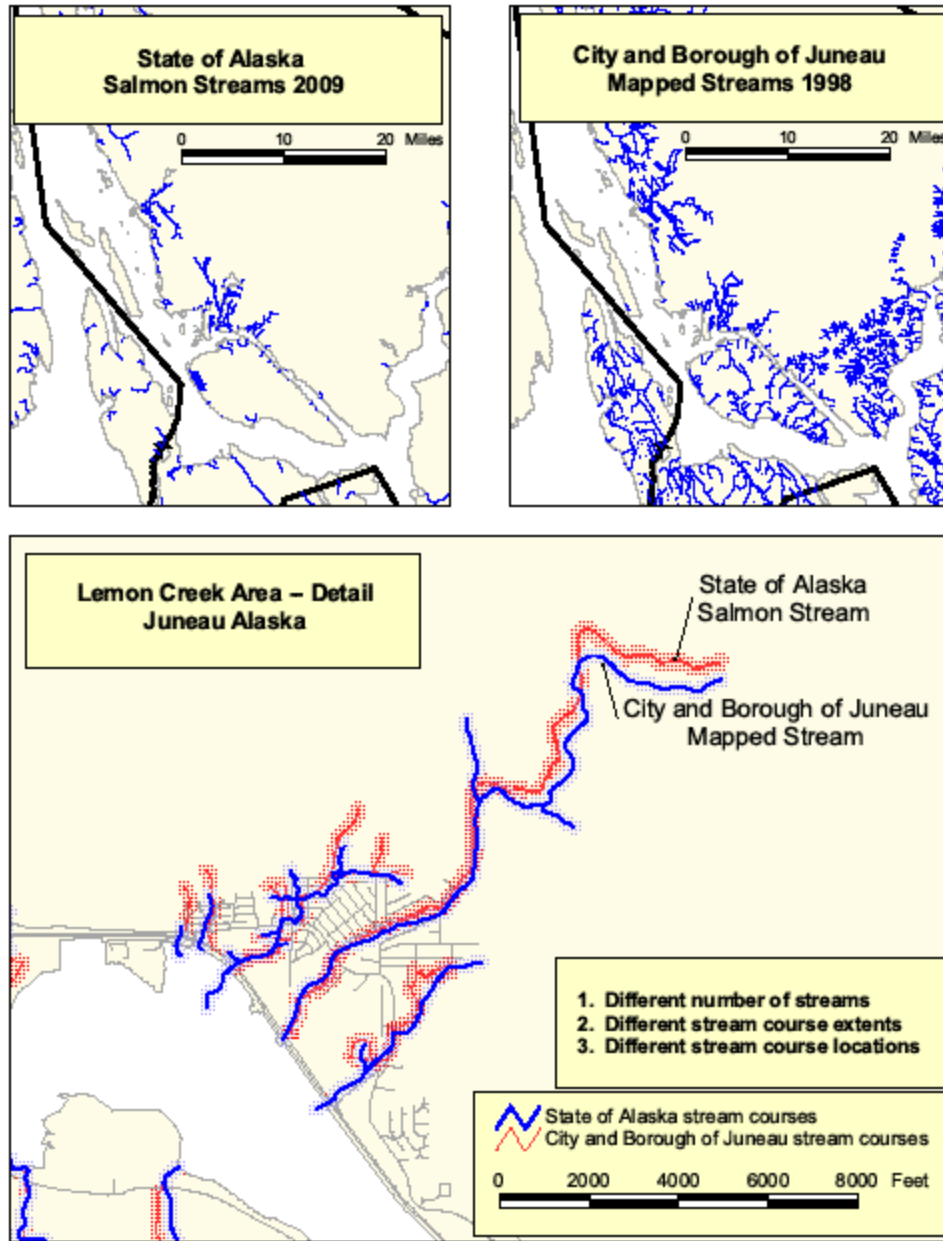 State of Alaska
Salmon Streams 2009
0 10 20 Miles
City and Borough of Juneau
Mapped Streams 1998
0 10 20 Miles
Lemon Creek Area – Detail
Juneau Alaska
State of Alaska
Salmon Stream
City and Borough of Juneau
Mapped Stream
1. Different number of streams
2. Different stream course extents
3. Different stream course locations
State of Alaska stream courses
City and Borough of Juneau stream courses
0 2000 4000 6000 8000 Feet